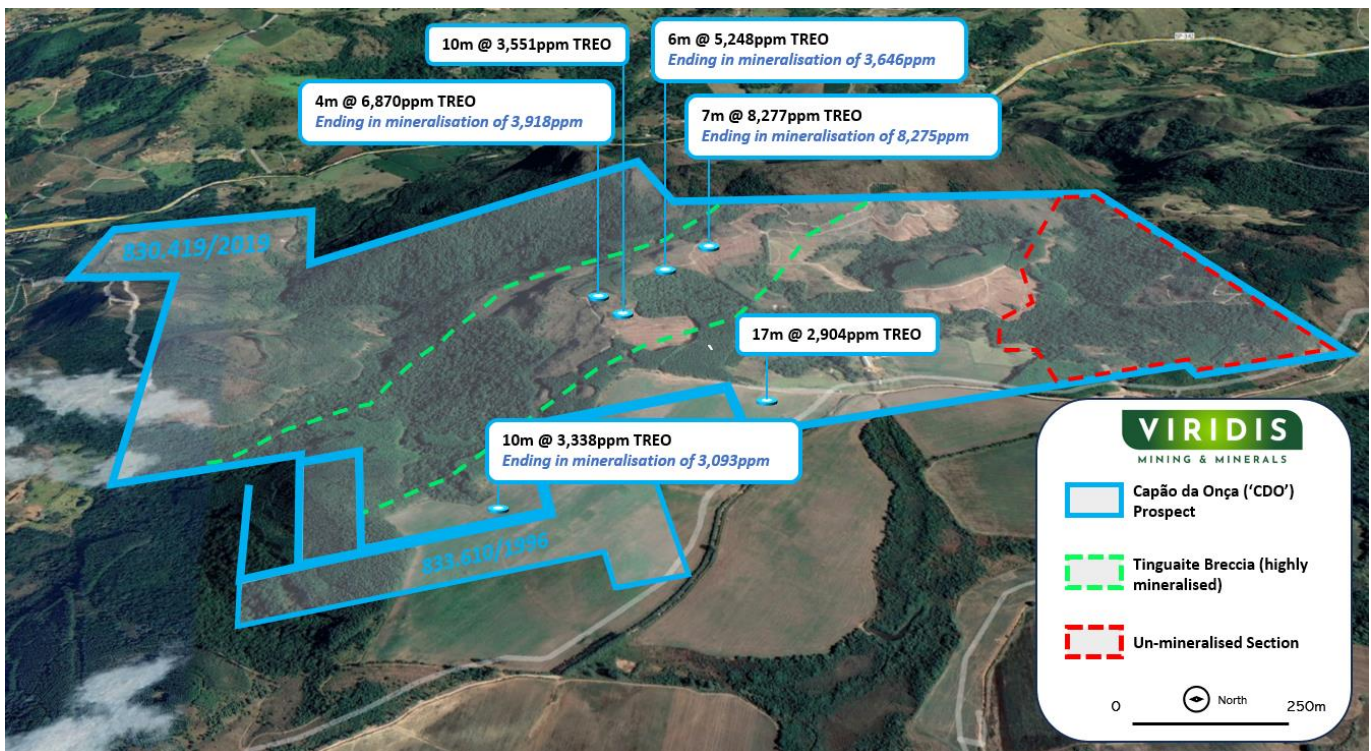 10m @ 3,551ppm TREO
6m @ 5,248ppm TREO
Ending in mineralisation of 3,646ppm
4m @ 6,870ppm TREO
Ending in mineralisation of 3,918ppm
7m @ 8,277ppm TREO
Ending in mineralisation of 8,275ppm
830.419/2019
17m @ 2,904ppm TREO
10m @ 3,338ppm TREO
Ending in mineralisation of 3,093ppm
833.610/1996
VIRIDIS
MINING & MINERALS
Capão da Onça (‘CDO’)
Prospect
Tinguaite Breccia (highly
mineralised)
Un-mineralised Section
0 North 250m